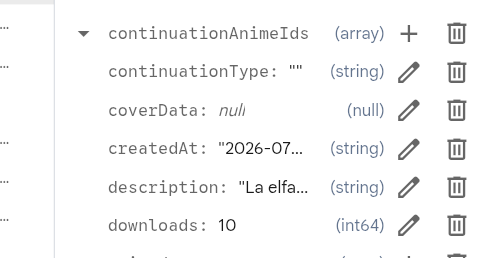 continuationAnimeIds (array)
continuationType: "" (string)
coverData: null (null)
createdAt: "2026-07... (string)
description: "La elfa... (string)
downloads: 10 (int64)